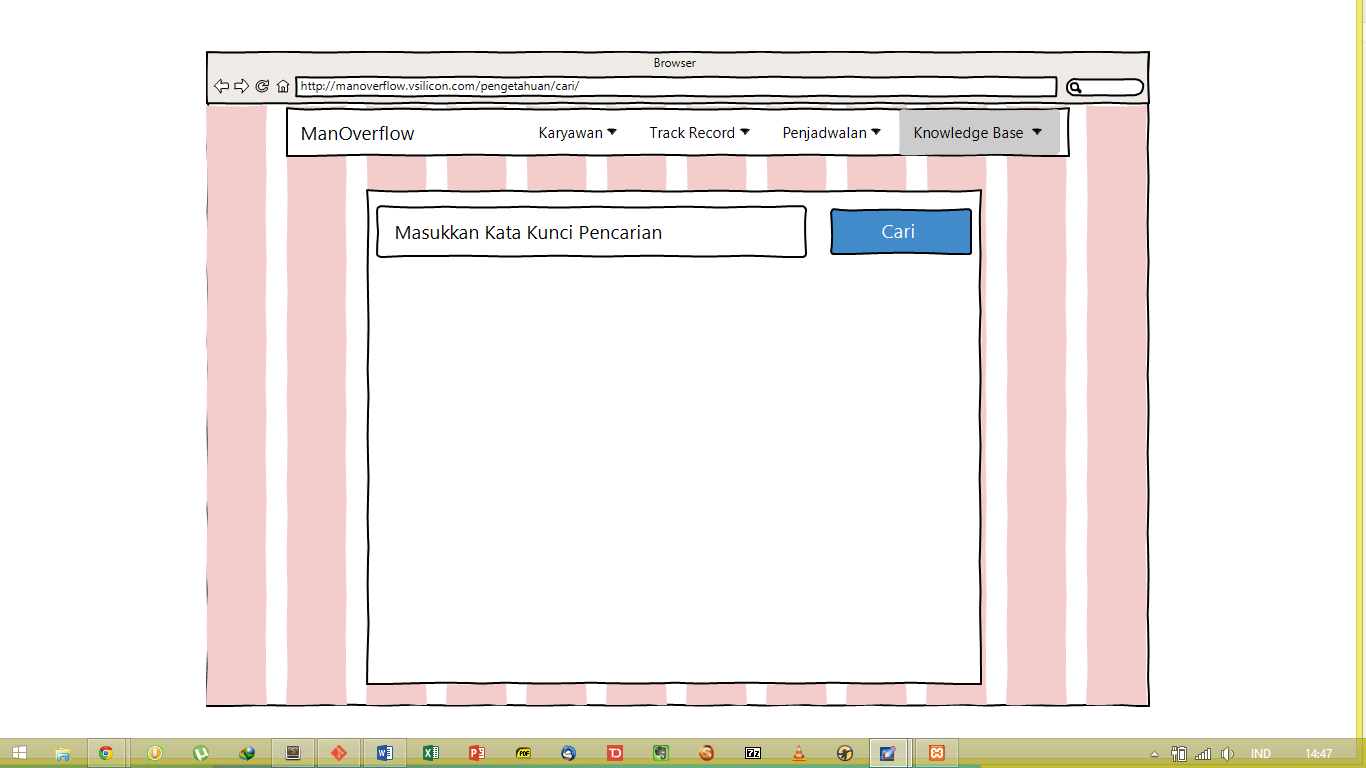 Browser
http://manoverflow.vsilicon.com/pengetahuan/cari/
ManOverflow Karyawan Track Record Penjadwalan Knowledge Base
Masukkan Kata Kunci Pencarian Cari
IND 14:47